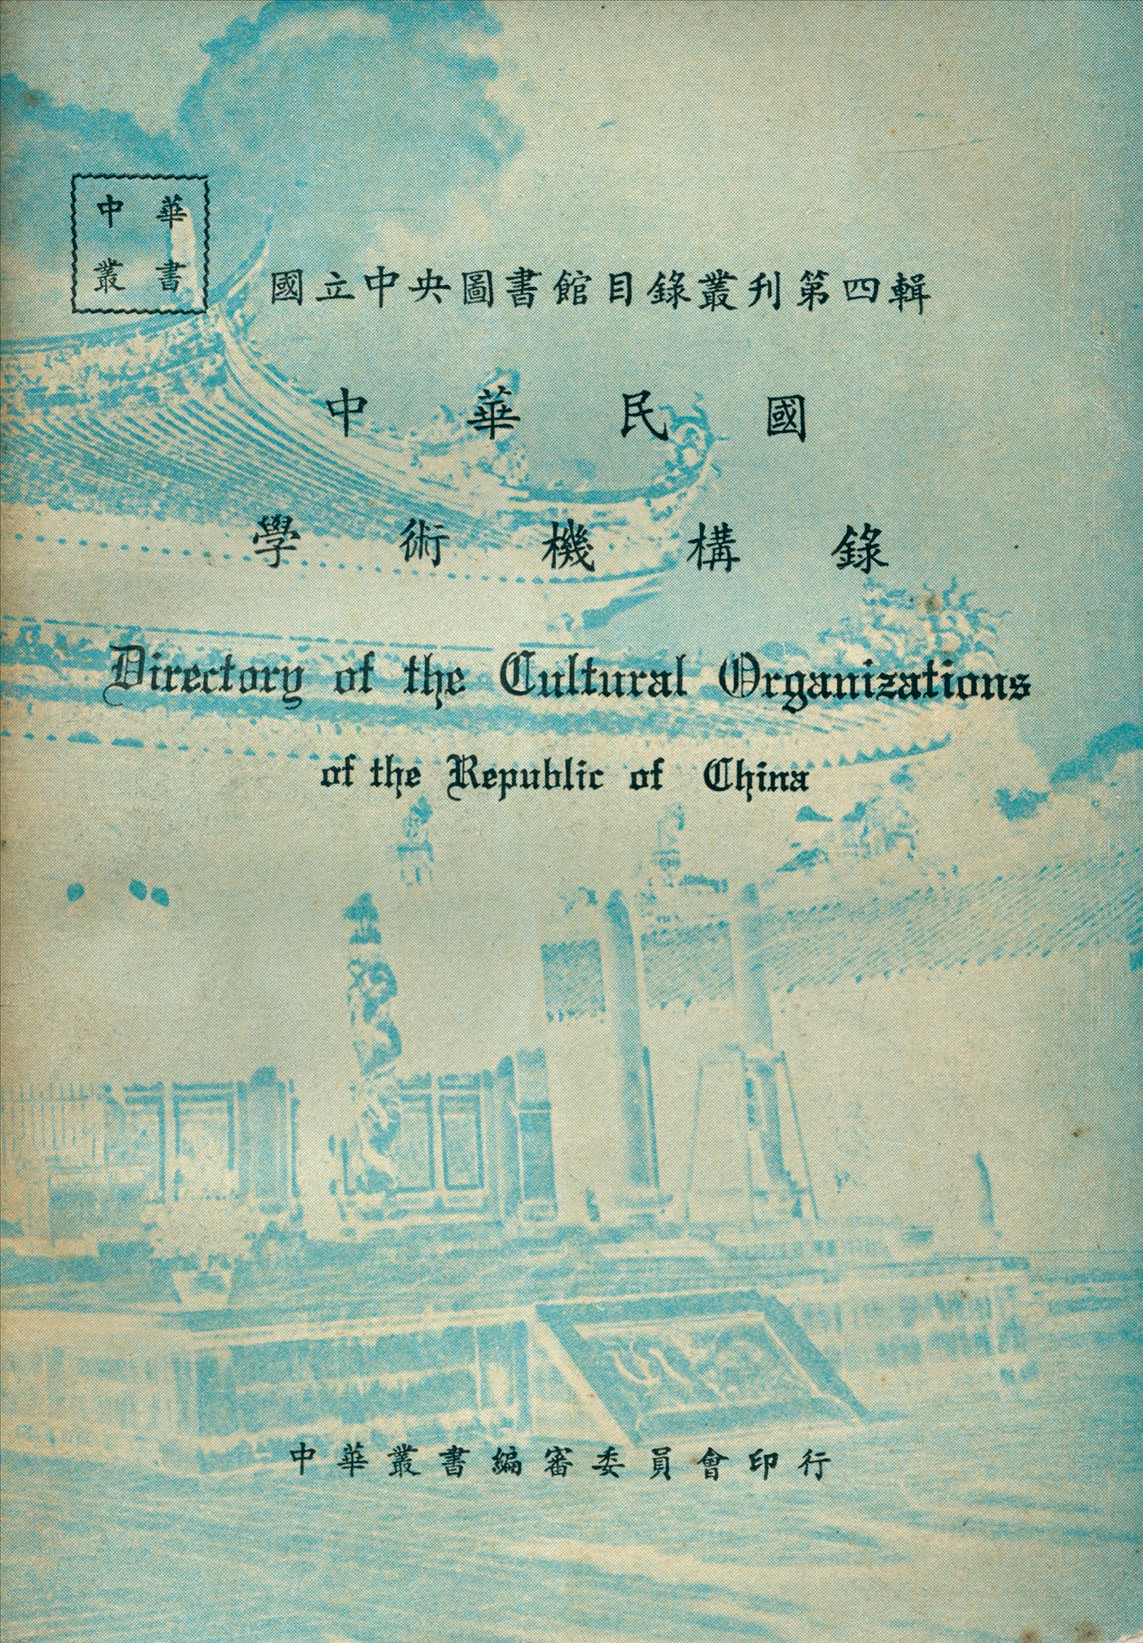 中華
叢書
國立中央圖書館目錄叢刊第四輯
中華民國
學術機構錄
Directory of the Cultural Organizations
of the Republic of China
中華叢書編審委員會印行